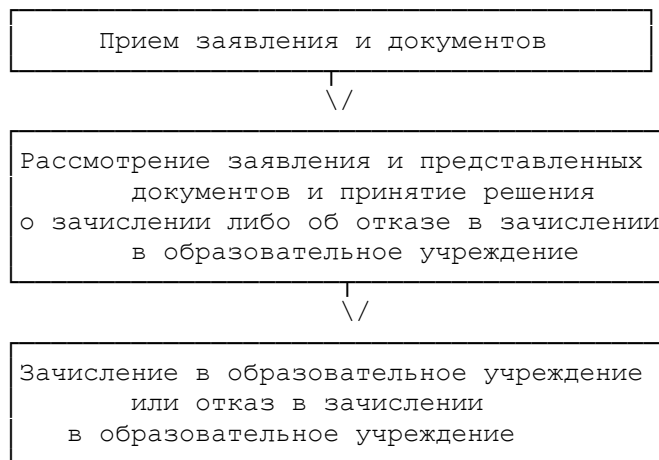 Прием заявления и документов
\/
Рассмотрение заявления и представленных
документов и принятие решения
о зачислении либо об отказе в зачислении
в образовательное учреждение
\/
Зачисление в образовательное учреждение
или отказ в зачислении
в образовательное учреждение